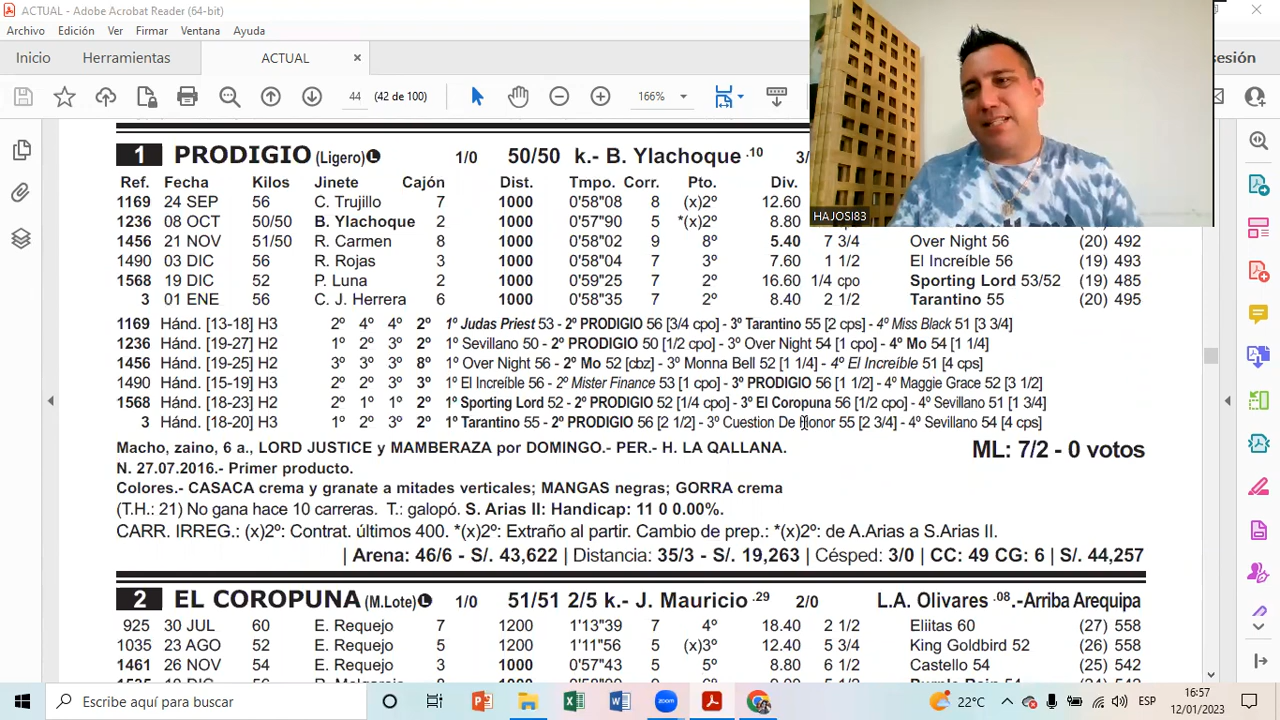 ACTUAL - Adobe Acrobat Reader (64-bit)
Archivo Edición Ver Firmar Ventana Ayuda
Inicio Herramientas ACTUAL × sesión
44 (42 de 100) 166%
1 PRODIGIO (Ligero) L 1/0 50/50 k.- B. Ylachoque .10 3/
Ref. Fecha Kilos Jinete Cajón Dist. Tmpo. Corr. Pto. Div.
1169 24 SEP 56 C. Trujillo 7 1000 0'58"08 8 (x)2º 12.60
1236 08 OCT 50/50 B. Ylachoque 2 1000 0'57"90 5 *(x)2º 8.80
1456 21 NOV 51/50 R. Carmen 8 1000 0'58"02 9 8º 5.40 7 3/4 Over Night 56 (20) 492
1490 03 DIC 56 R. Rojas 3 1000 0'58"04 7 3º 7.60 1 1/2 El Increíble 56 (19) 493
1568 19 DIC 52 P. Luna 2 1000 0'59"25 7 2º 16.60 1/4 cpo Sporting Lord 53/52 (19) 485
3 01 ENE 56 C. J. Herrera 6 1000 0'58"35 7 2º 8.40 2 1/2 Tarantino 55 (20) 495
1169 Hánd. [13-18] H3 2º 4º 4º 2º 1º Judas Priest 53 - 2º PRODIGIO 56 [3/4 cpo] - 3º Tarantino 55 [2 cps] - 4º Miss Black 51 [3 3/4]
1236 Hánd. [19-27] H2 1º 2º 2º 2º 1º Sevillano 50 - 2º PRODIGIO 50 [1/2 cpo] - 3º Over Night 54 [1 cpo] - 4º Mo 54 [1 1/4]
1456 Hánd. [19-23] H2 3º 3º 3º 8º 1º Over Night 56 - 2º Mo 52 [cbz] - 3º Monna Bell 52 [1 1/4] - 4º El Increíble 51 [4 cps]
1490 Hánd. [15-19] H3 2º 2º 2º 3º 1º El Increíble 56 - 2º Mister Finance 53 [1 cpo] - 3º PRODIGIO 56 [1 1/2] - 4º Maggie Grace 52 [3 1/2]
1568 Hánd. [18-23] H2 2º 1º 1º 2º 1º Sporting Lord 52 - 2º PRODIGIO 52 [1/4 cpo] - 3º El Coropuna 56 [1/2 cpo] - 4º Sevillano 51 [1 3/4]
3 Hánd. [18-20] H3 1º 2º 2º 2º 1º Tarantino 55 - 2º PRODIGIO 56 [2 1/2] - 3º Cuestion De Honor 55 [2 3/4] - 4º Sevillano 54 [4 cps]
Macho, zaino, 6 a., LORD JUSTICE y MAMBERAZA por DOMINGO.- PER.- H. LA QALLANA. ML: 7/2 - 0 votos
N. 27.07.2016.- Primer producto.
Colores.- CASACA crema y granate a mitades verticales; MANGAS negras; GORRA crema
(T.H.: 21) No gana hace 10 carreras. T.: galopó. S. Arias II: Handicap: 11 0 0.00%.
CARR. IRREG.: (x)2º: Contrat. últimos 400. *(x)2º: Extraño al partir. Cambio de prep.: *(x)2º: de A.Arias a S.Arias II.
| Arena: 46/6 - S/. 43,622 | Distancia: 35/3 - S/. 19,263 | Césped: 3/0 | CC: 49 CG: 6 | S/. 44,257
2 EL COROPUNA (M.Lote) L 1/0 51/51 2/5 k.- J. Mauricio .29 2/0 L.A. Olivares .08.-Arriba Arequipa
925 30 JUL 60 E. Requejo 7 1200 1'13"39 7 4º 18.40 2 1/2 Eliitas 60 (27) 558
1035 23 AGO 52 E. Requejo 5 1200 1'11"56 5 (x)3º 12.40 5 3/4 King Goldbird 52 (26) 558
1461 26 NOV 54 E. Requejo 3 1000 0'57"43 5 5º 8.80 6 1/2 Castello 54 (25) 542
HAJOSI83
Escribe aquí para buscar
22°C ESP 16:57
12/01/2023